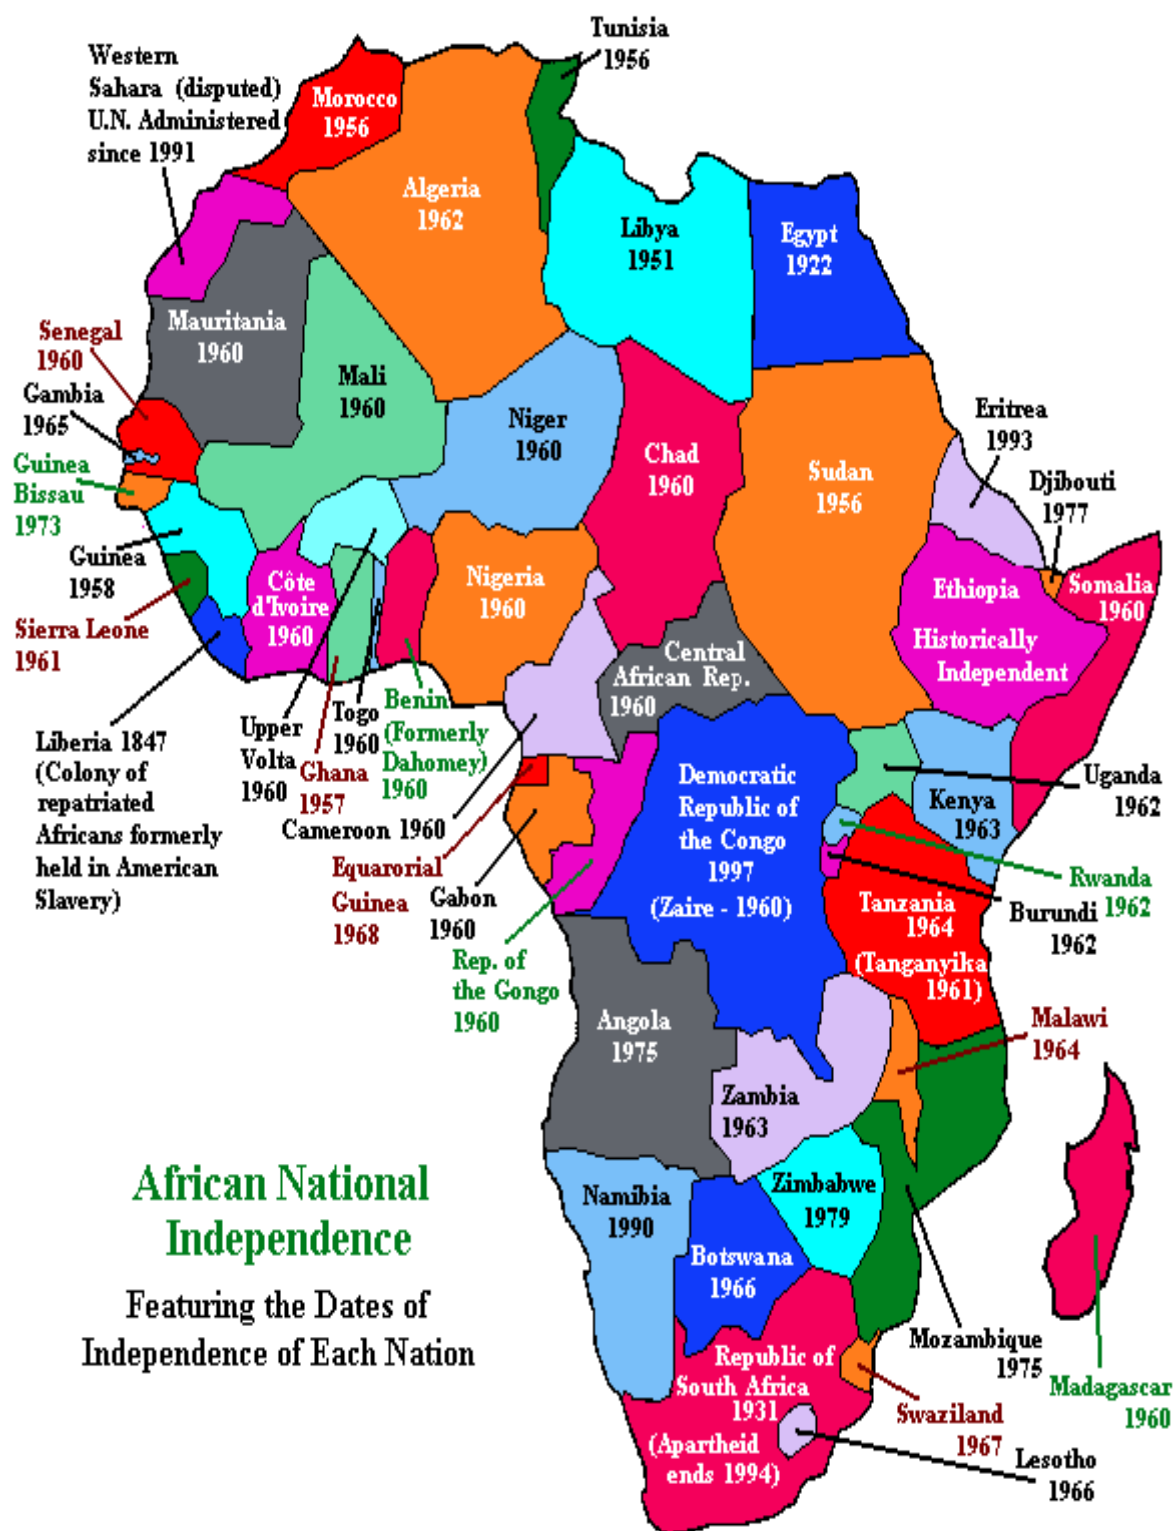 Tunisia
1956
Western
Sahara (disputed)
U.N. Administered
since 1991
Morocco
1956
Algeria
1962
Libya
1951
Egypt
1922
Mauritania
1960
Senegal
1960
Gambia
1965
Guinea
Bissau
1973
Guinea
1958
Sierra Leone
1961
Mali
1960
Niger
1960
Chad
1960
Sudan
1956
Eritrea
1993
Djibouti
1977
Somalia
1960
Ethiopia
Historically
Independent
Côte
d'Ivoire
1960
Nigeria
1960
Central
African Rep.
1960
Liberia 1847
(Colony of
repatriated
Africans formerly
held in American
Slavery)
Upper
Volta
1960
Togo
1960
Ghana
1957
Benin
(Formerly
Dahomey)
1960
Cameroon 1960
Equarorial
Guinea
1968
Gabon
1960
Rep. of
the Gongo
1960
Democratic
Republic of
the Congo
1997
(Zaire - 1960)
Uganda
1962
Kenya
1963
Rwanda
1962
Burundi
1962
Tanzania
1964
(Tanganyika
1961)
Angola
1975
Malawi
1964
Zambia
1963
Zimbabwe
1979
Namibia
1990
Botswana
1966
Mozambique
1975
Madagascar
1960
Republic of
South Africa
1931
(Apartheid
ends 1994)
Swaziland
1967
Lesotho
1966
African National
Independence
Featuring the Dates of
Independence of Each Nation